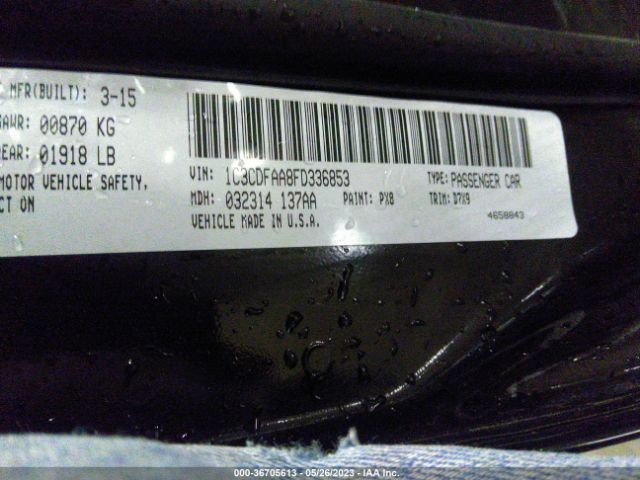 MFR(BUILT): 3-15
GAWR: 00870 KG
REAR: 01918 LB
MOTOR VEHICLE SAFETY,
CT ON
VIN: 1C3CDFAA8FD336853
TYPE: PASSENGER CAR
MDH: 032314 137AA
PAINT: PX8
TRIM: D7X9
VEHICLE MADE IN U.S.A.
4658843
000-36705613 - 05/26/2023 - IAA Inc.